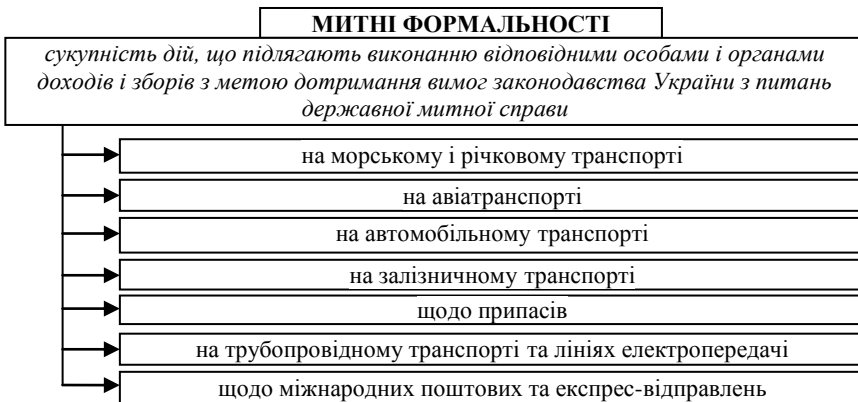 МИТНІ ФОРМАЛЬНОСТІ
сукупність дій, що підлягають виконанню відповідними особами і органами
доходів і зборів з метою дотримання вимог законодавства України з питань
державної митної справи
на морському і річковому транспорті
на авіатранспорті
на автомобільному транспорті
на залізничному транспорті
щодо припасів
на трубопровідному транспорті та лініях електропередачі
щодо міжнародних поштових та експрес-відправлень